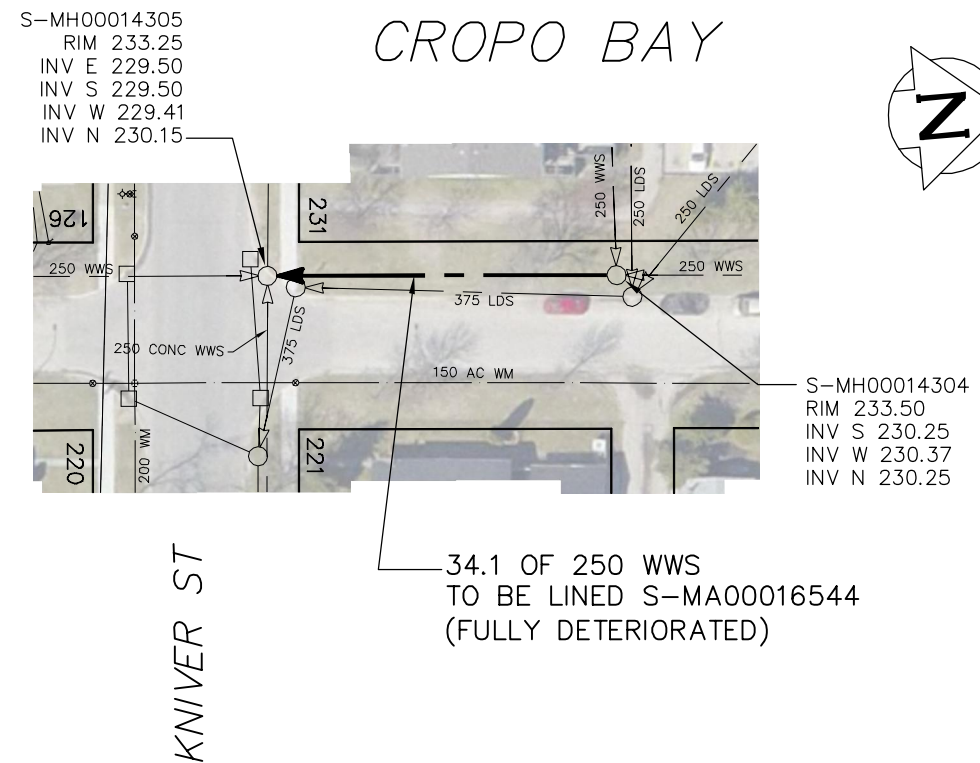 S-MH00014305
RIM 233.25
INV E 229.50
INV S 229.50
INV W 229.41
INV N 230.15
CROPO BAY
N
126
231
250 WWS
250 LDS
250 LDS
250 WWS
250 WWS
375 LDS
375 LDS
250 CONC WWS
150 AC WM
S-MH00014304
RIM 233.50
INV S 230.25
INV W 230.37
INV N 230.25
220
200 WM
221
34.1 OF 250 WWS
TO BE LINED S-MA00016544
(FULLY DETERIORATED)
KNIVER ST